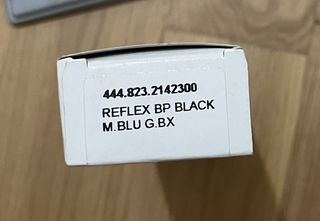 444.823.2142300
REFLEX BP BLACK
M.BLU G.BX